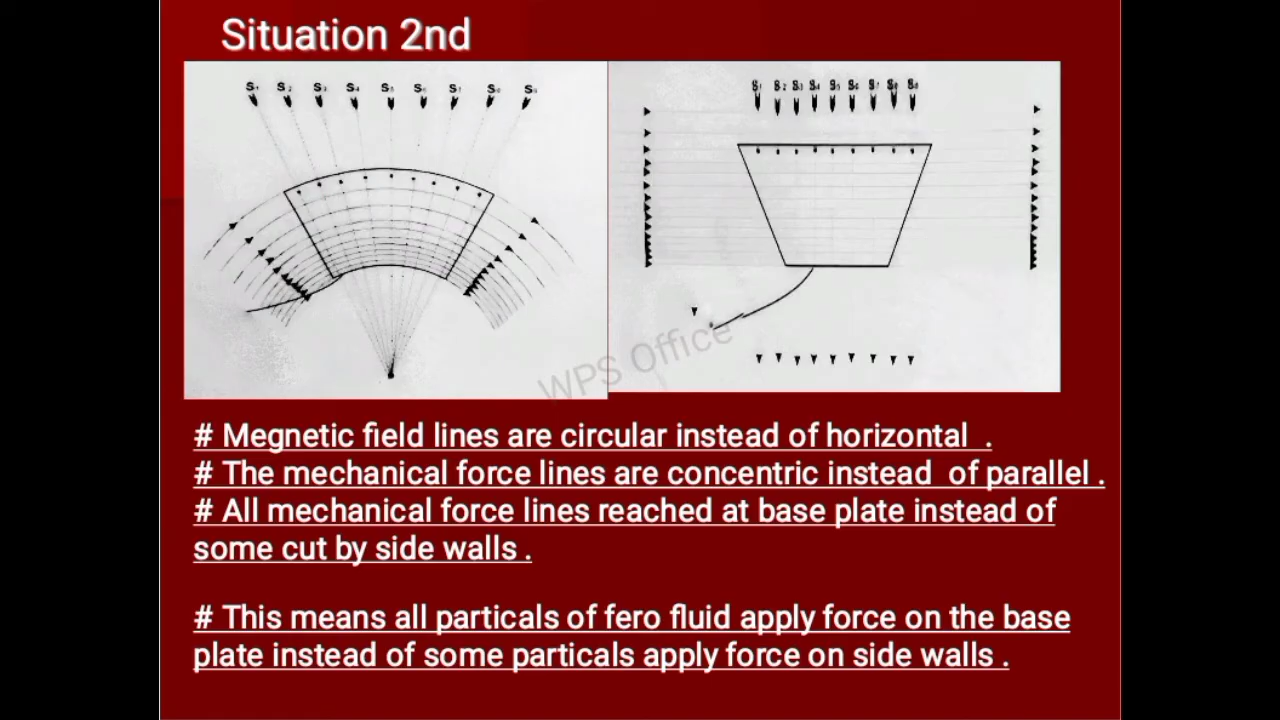 Situation 2nd
S1 S2 S3 S4 S5 S6 S7 S8 S9
S1 S2 S3 S4 S5 S6 S7 S8 S9
WPS Office
# Megnetic field lines are circular instead of horizontal .
# The mechanical force lines are concentric instead of parallel .
# All mechanical force lines reached at base plate instead of
some cut by side walls .
# This means all particals of fero fluid apply force on the base
plate instead of some particals apply force on side walls .